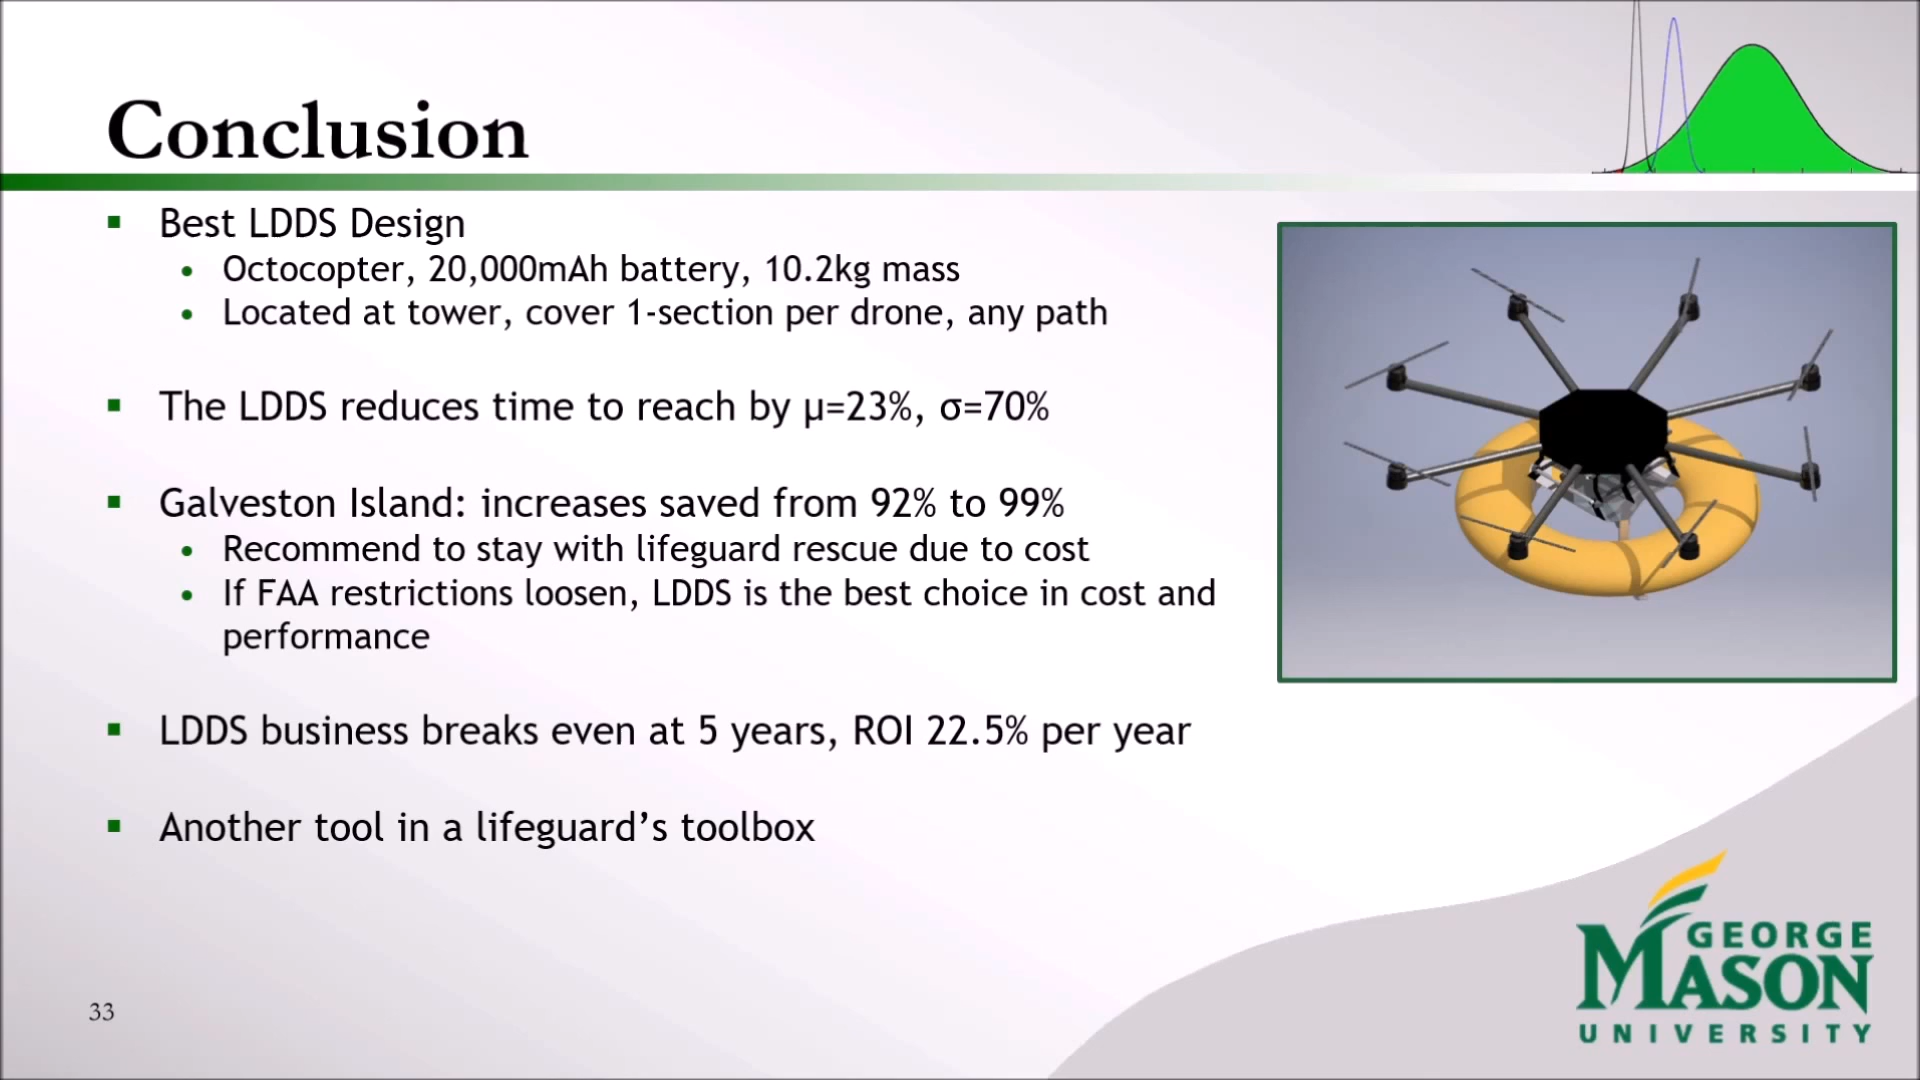 Conclusion
Best LDDS Design
Octocopter, 20,000mAh battery, 10.2kg mass
Located at tower, cover 1-section per drone, any path
The LDDS reduces time to reach by μ=23%, σ=70%
Galveston Island: increases saved from 92% to 99%
Recommend to stay with lifeguard rescue due to cost
If FAA restrictions loosen, LDDS is the best choice in cost and
performance
LDDS business breaks even at 5 years, ROI 22.5% per year
Another tool in a lifeguard’s toolbox
33
GEORGE
MASON
UNIVERSITY